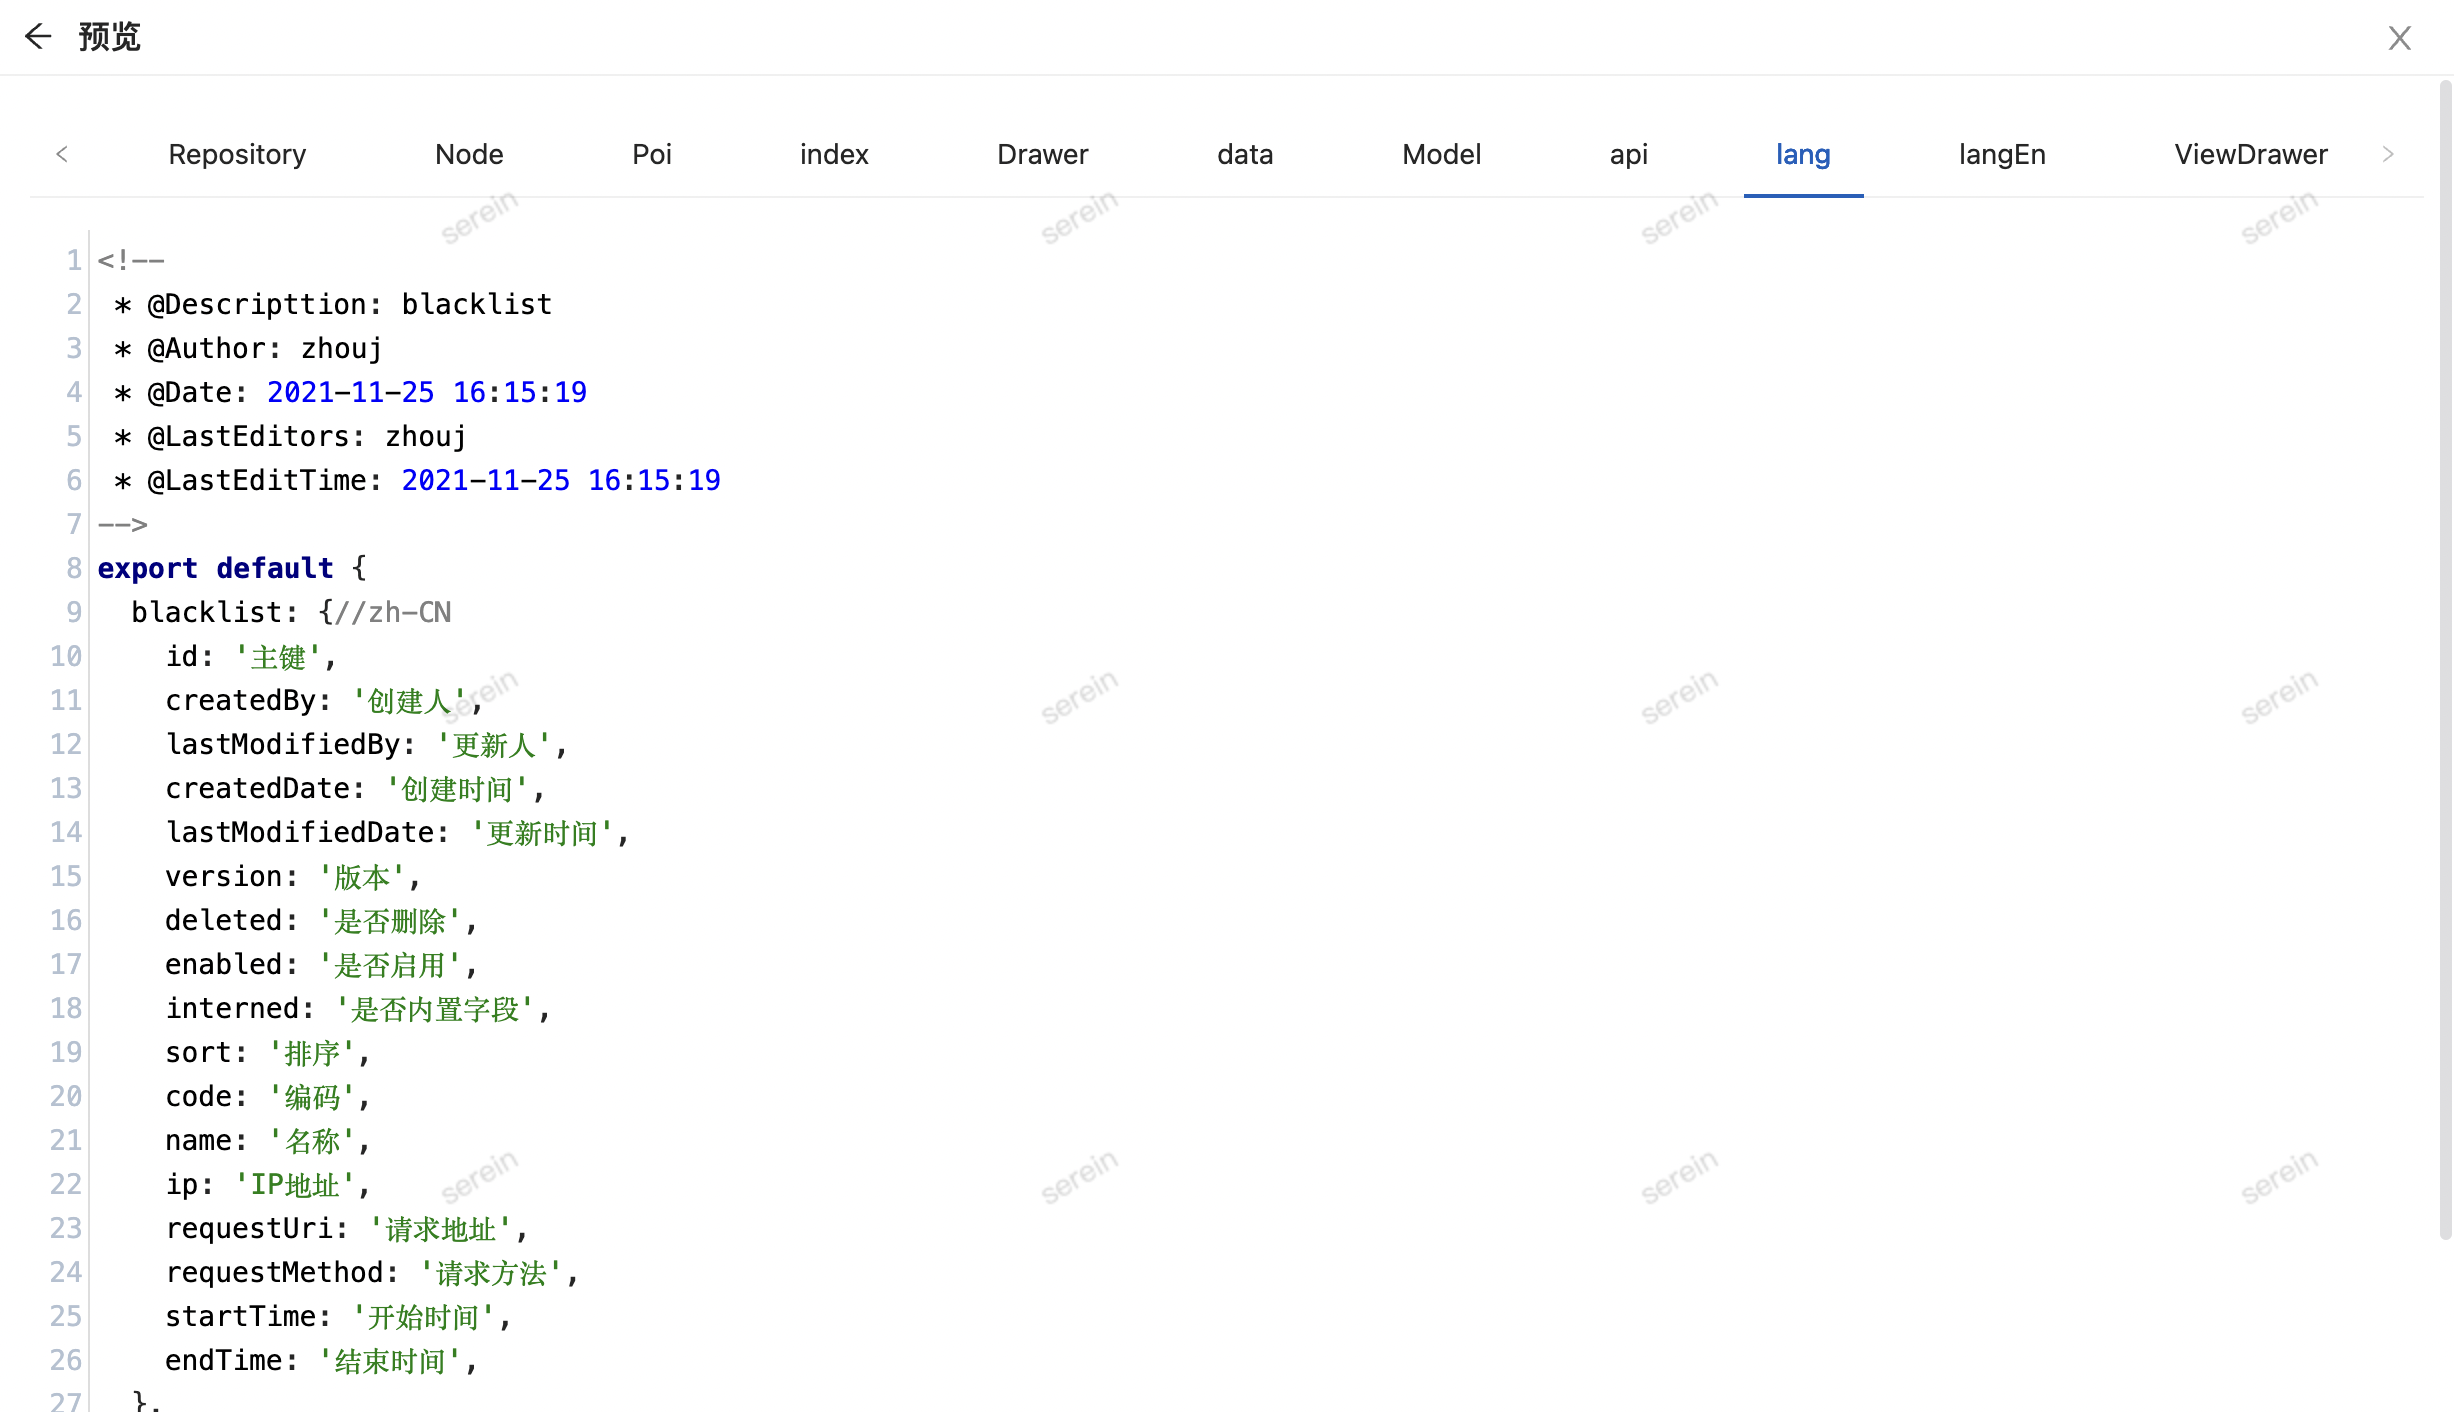 预览
Repository Node Poi index Drawer data Model api lang langEn ViewDrawer
1 <!--
2  * @Descripttion: blacklist
3  * @Author: zhouj
4  * @Date: 2021-11-25 16:15:19
5  * @LastEditors: zhouj
6  * @LastEditTime: 2021-11-25 16:15:19
7 -->
8 export default {
9   blacklist: {//zh-CN
10     id: '主键',
11     createdBy: '创建人',
12     lastModifiedBy: '更新人',
13     createdDate: '创建时间',
14     lastModifiedDate: '更新时间',
15     version: '版本',
16     deleted: '是否删除',
17     enabled: '是否启用',
18     interned: '是否内置字段',
19     sort: '排序',
20     code: '编码',
21     name: '名称',
22     ip: 'IP地址',
23     requestUri: '请求地址',
24     requestMethod: '请求方法',
25     startTime: '开始时间',
26     endTime: '结束时间',
27   },
serein serein serein serein
serein serein serein serein
serein serein serein serein